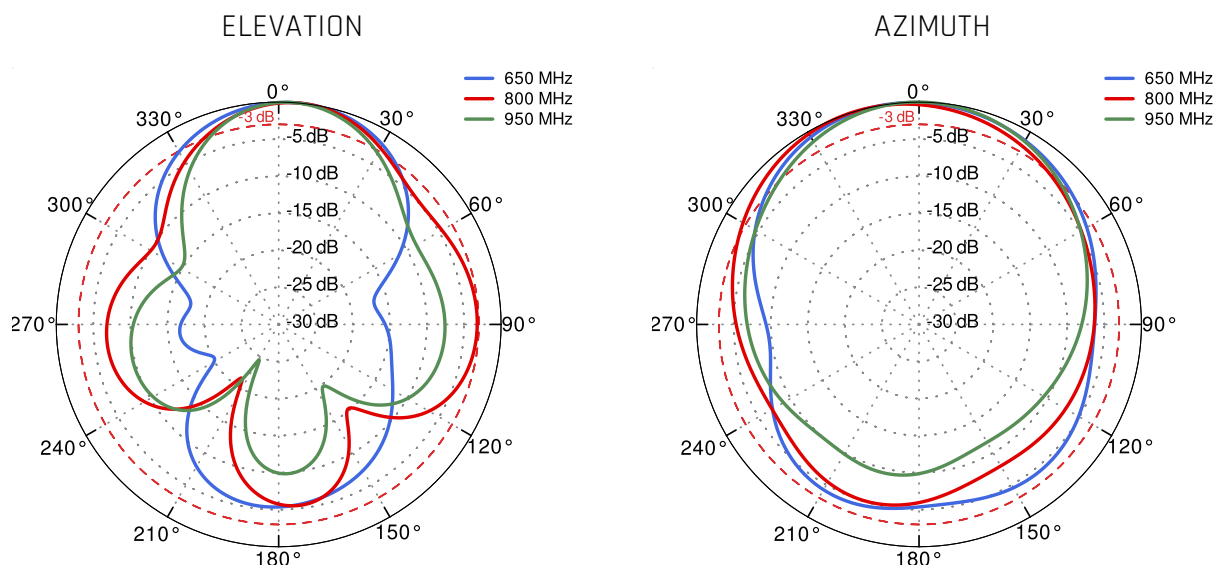 ELEVATION
AZIMUTH
650 MHz
800 MHz
950 MHz
0°
30°
60°
90°
120°
150°
180°
210°
240°
270°
300°
330°
-3 dB
-5 dB
-10 dB
-15 dB
-20 dB
-25 dB
-30 dB
650 MHz
800 MHz
950 MHz
0°
30°
60°
90°
120°
150°
180°
210°
240°
270°
300°
330°
-3 dB
-5 dB
-10 dB
-15 dB
-20 dB
-25 dB
-30 dB